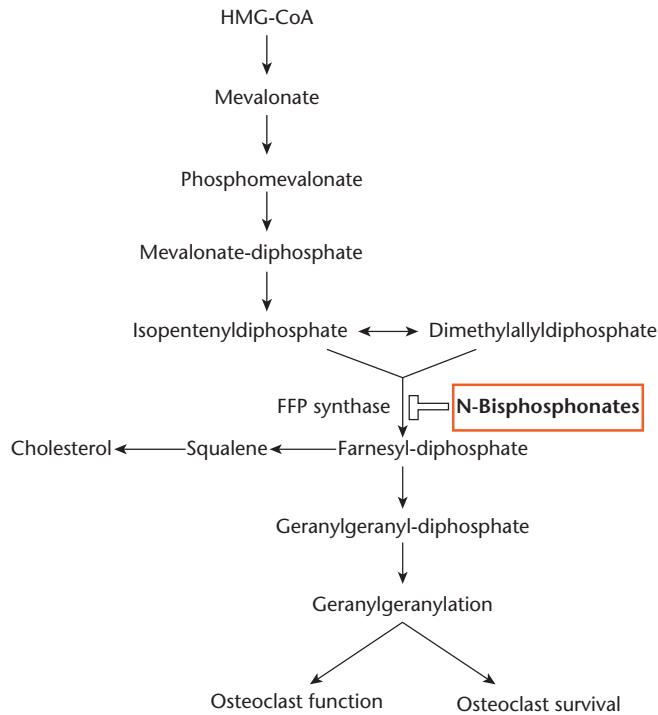 HMG-CoA
Mevalonate
Phosphomevalonate
Mevalonate-diphosphate
Isopentenyldiphosphate
Dimethylallyldiphosphate
FFP synthase
N-Bisphosphonates
Cholesterol
Squalene
Farnesyl-diphosphate
Geranylgeranyl-diphosphate
Geranylgeranylation
Osteoclast function
Osteoclast survival